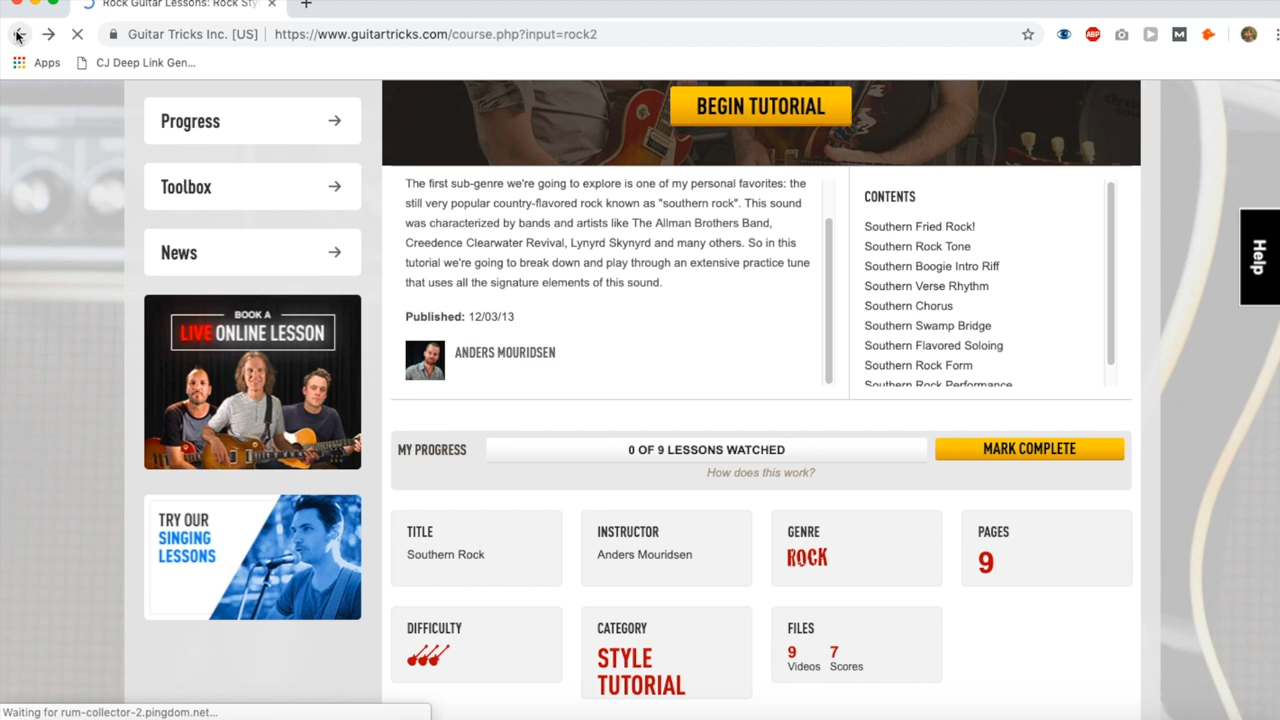 Rock Guitar Lessons: Rock Sty
Guitar Tricks Inc. [US] | https://www.guitartricks.com/course.php?input=rock2
ABP
M
Apps
CJ Deep Link Gen...
Progress
Toolbox
News
BOOK A
LIVE ONLINE LESSON
TRY OUR
SINGING
LESSONS
BEGIN TUTORIAL
The first sub-genre we're going to explore is one of my personal favorites: the
still very popular country-flavored rock known as "southern rock". This sound
was characterized by bands and artists like The Allman Brothers Band,
Creedence Clearwater Revival, Lynyrd Skynyrd and many others. So in this
tutorial we're going to break down and play through an extensive practice tune
that uses all the signature elements of this sound.
Published: 12/03/13
ANDERS MOURIDSEN
CONTENTS
Southern Fried Rock!
Southern Rock Tone
Southern Boogie Intro Riff
Southern Verse Rhythm
Southern Chorus
Southern Swamp Bridge
Southern Flavored Soloing
Southern Rock Form
Southern Rock Performance
Help
MY PROGRESS
0 OF 9 LESSONS WATCHED
MARK COMPLETE
How does this work?
TITLE
Southern Rock
INSTRUCTOR
Anders Mouridsen
GENRE
ROCK
PAGES
9
DIFFICULTY
CATEGORY
STYLE
TUTORIAL
FILES
9 7
Videos Scores
Waiting for rum-collector-2.pingdom.net...